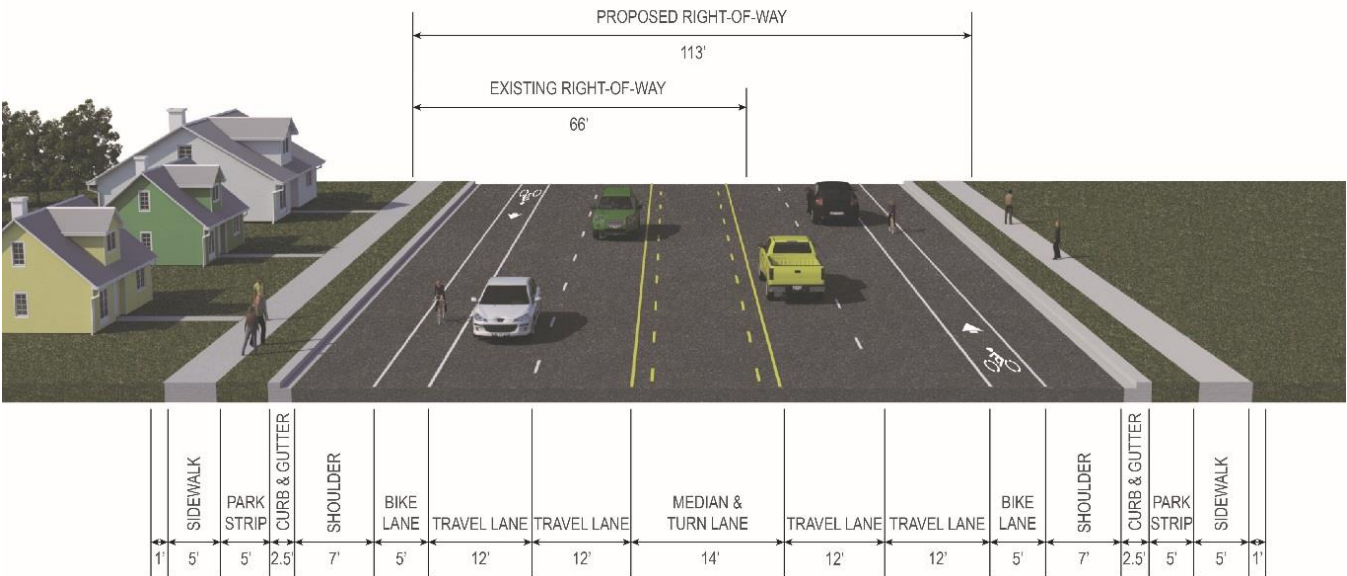 PROPOSED RIGHT-OF-WAY
113'
EXISTING RIGHT-OF-WAY
66'
SIDEWALK
PARK
STRIP
CURB & GUTTER
SHOULDER
BIKE
LANE
TRAVEL LANE
TRAVEL LANE
MEDIAN &
TURN LANE
TRAVEL LANE
TRAVEL LANE
BIKE
LANE
SHOULDER
CURB & GUTTER
PARK
STRIP
SIDEWALK
1' 5' 5' 2.5' 7' 5' 12' 12' 14' 12' 12' 5' 7' 2.5' 5' 5' 1'